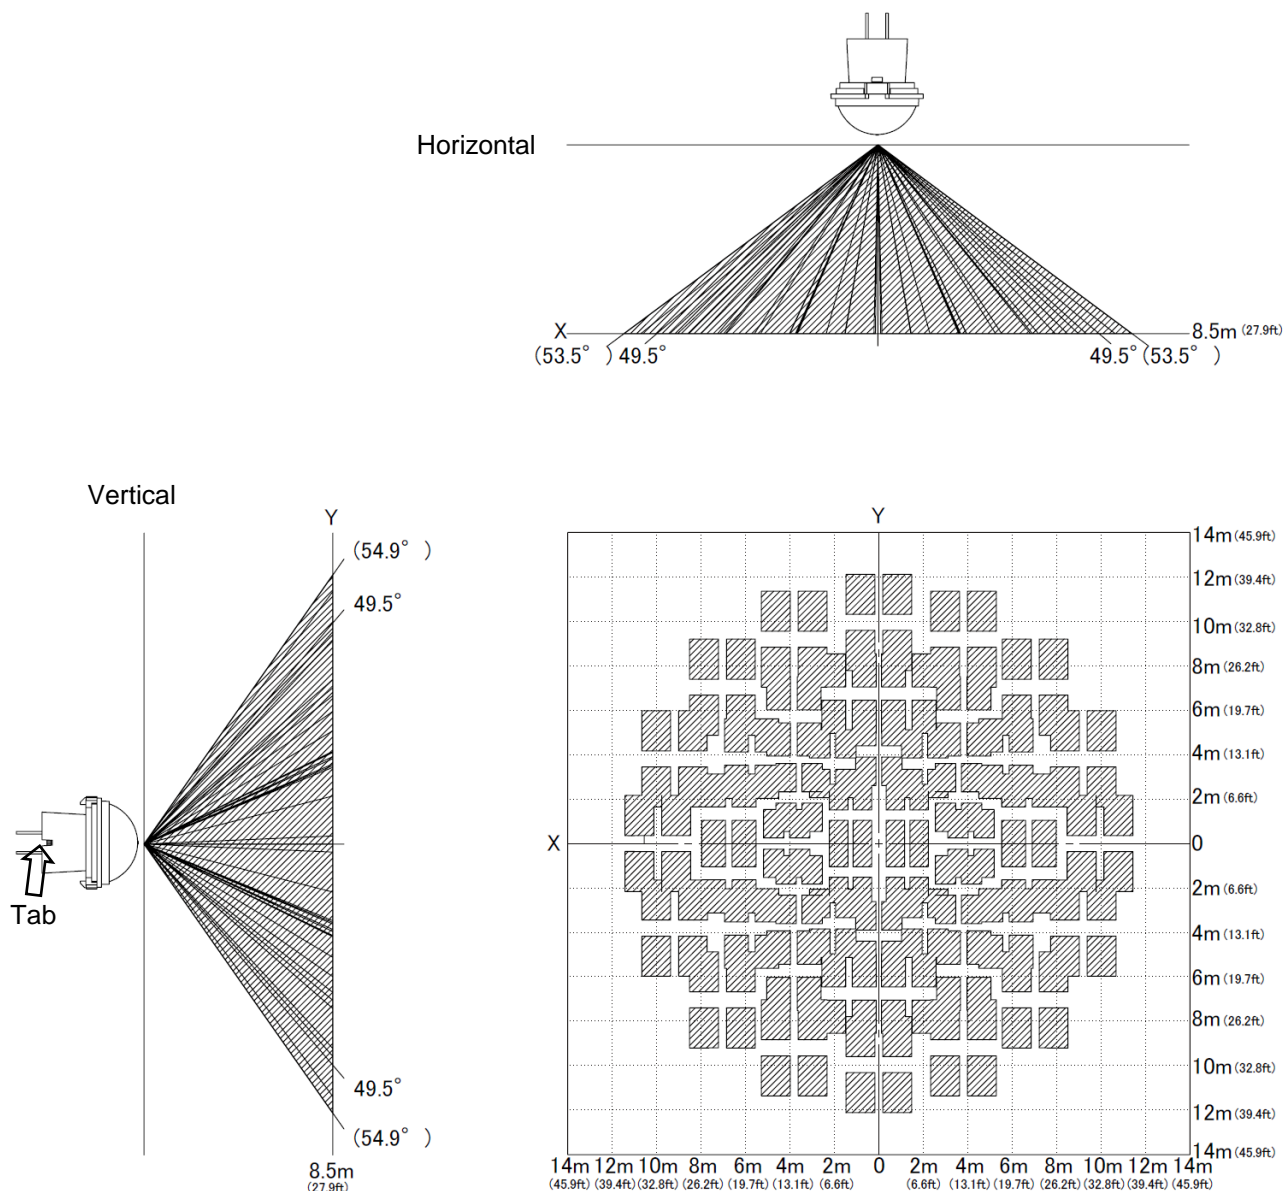 Horizontal
X
8.5m (27.9ft)
(53.5° ) 49.5°
49.5° (53.5° )
Vertical
Y
(54.9° )
49.5°
Tab
49.5°
(54.9° )
8.5m
(27.9ft)
Y
14m (45.9ft)
12m (39.4ft)
10m (32.8ft)
8m (26.2ft)
6m (19.7ft)
4m (13.1ft)
2m (6.6ft)
X
0
2m (6.6ft)
4m (13.1ft)
6m (19.7ft)
8m (26.2ft)
10m (32.8ft)
12m (39.4ft)
14m (45.9ft)
14m 12m 10m 8m 6m 4m 2m 0 2m 4m 6m 8m 10m 12m 14m
(45.9ft) (39.4ft) (32.8ft) (26.2ft) (19.7ft) (13.1ft) (6.6ft) (6.6ft) (13.1ft) (19.7ft) (26.2ft) (32.8ft) (39.4ft) (45.9ft)